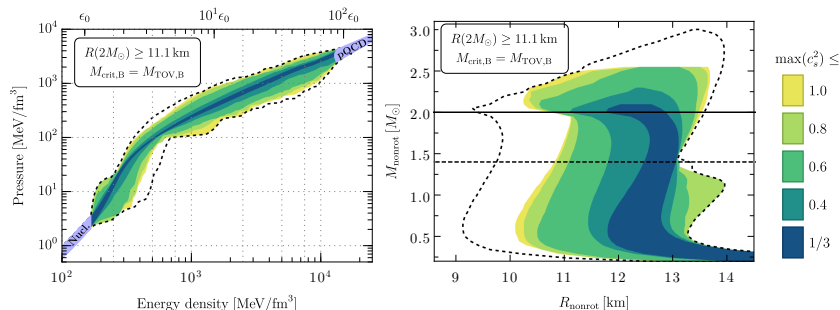 ϵ₀ 10¹ϵ₀ 10²ϵ₀
R(2M⊙) ≥ 11.1 km
M_crit,B = M_TOV,B
pQCD
Nucl.
10⁴
10³
10²
10¹
10⁰
Pressure [MeV/fm³]
10² 10³ 10⁴
Energy density [MeV/fm³]
R(2M⊙) ≥ 11.1 km
M_crit,B = M_TOV,B
3.0
2.5
2.0
1.5
1.0
0.5
M_nonrot [M⊙]
9 10 11 12 13 14
R_nonrot [km]
max(c_s²) ≤
1.0
0.8
0.6
0.4
1/3